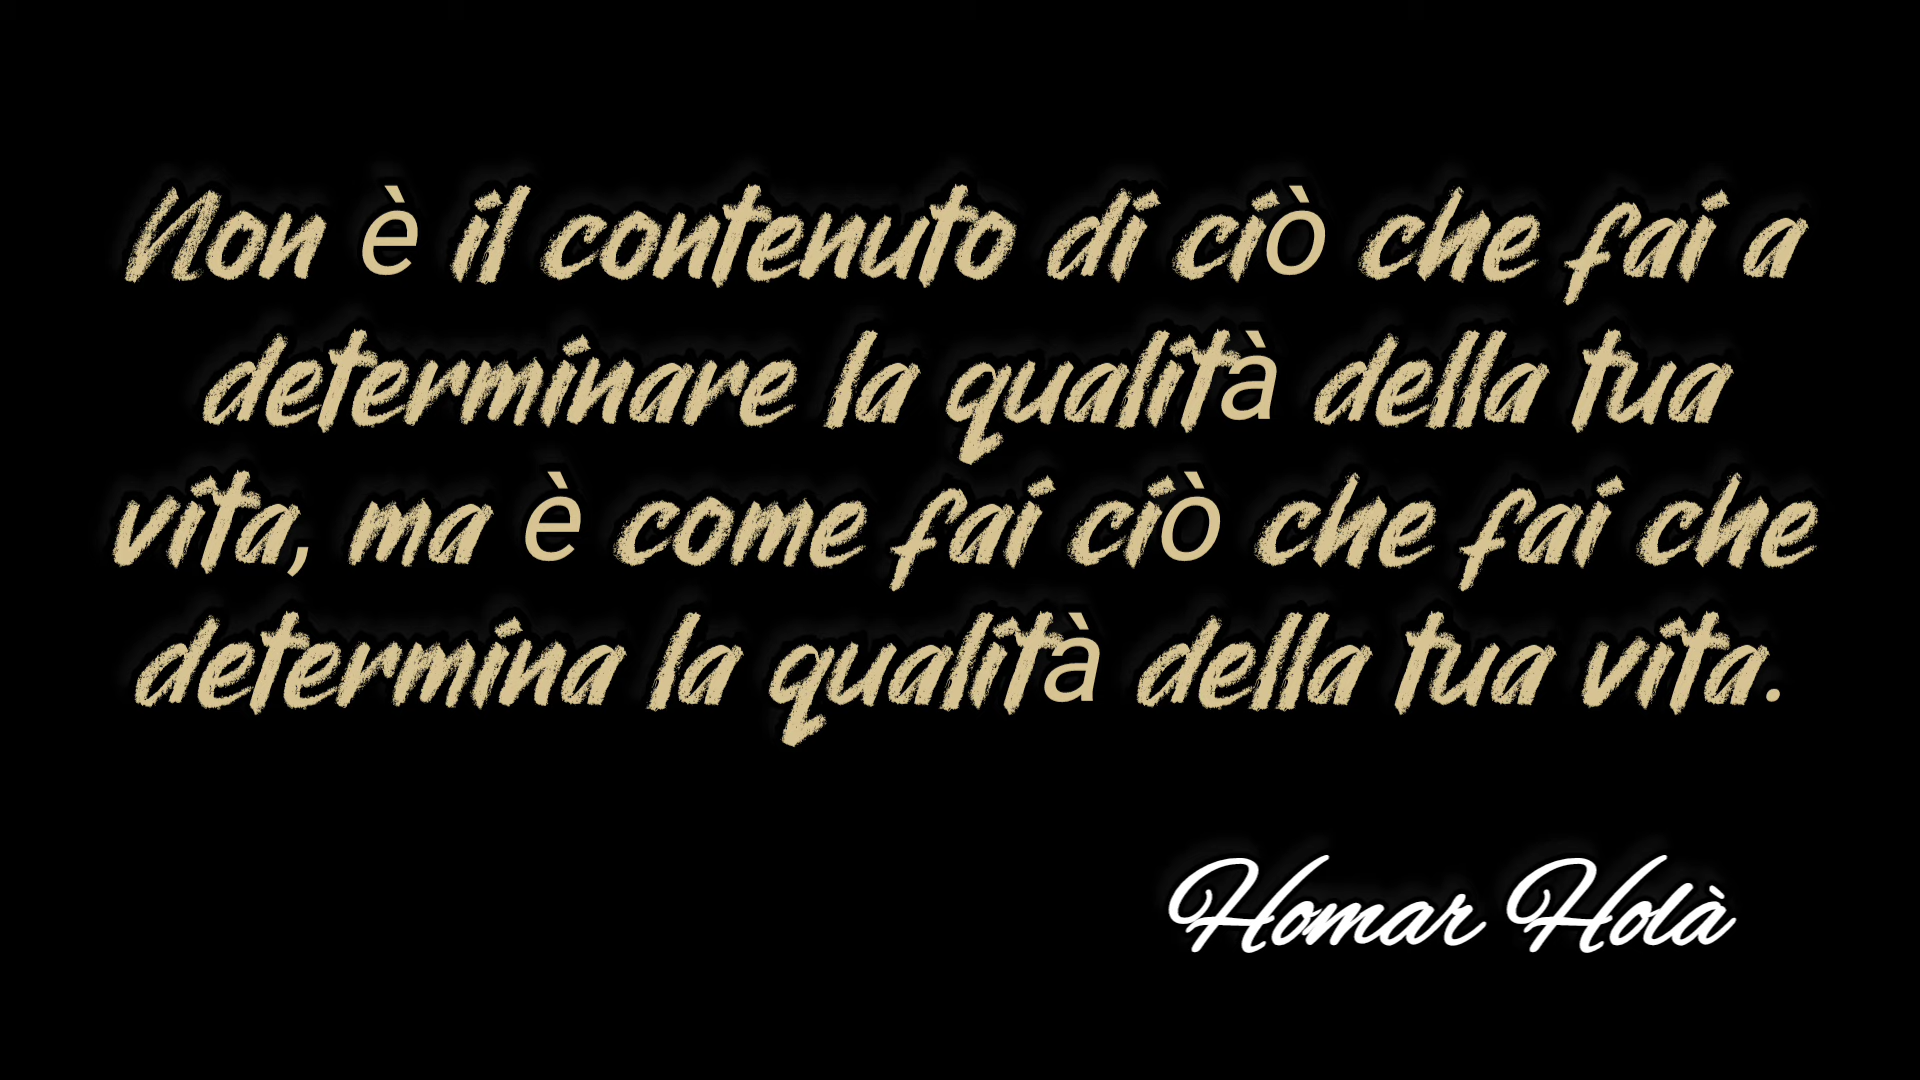 Non è il contenuto di ciò che fai a
determinare la qualità della tua
vita, ma è come fai ciò che fai che
determina la qualità della tua vita.
Homar Holà